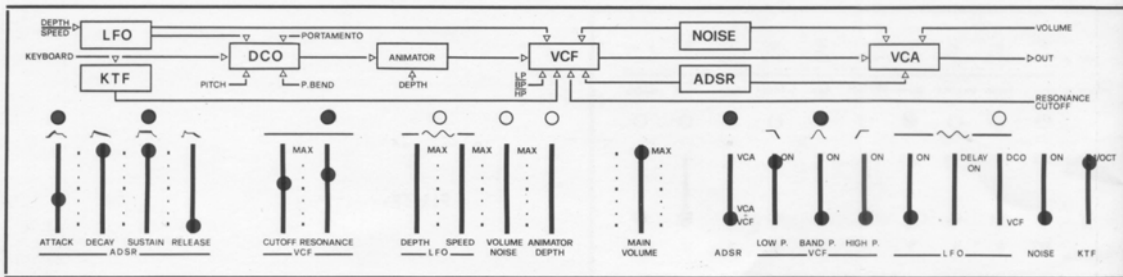 DEPTH
SPEED
LFO
PORTAMENTO
NOISE
VOLUME
KEYBOARD
DCO
ANIMATOR
VCF
VCA
OUT
KTF
PITCH
P.BEND
DEPTH
LP
ADSR
RESONANCE
CUTOFF
MAX MAX MAX MAX MAX VCA ON ON ON ON DELAY ON DCO ON
VCA
VCF
VCF
ATTACK DECAY SUSTAIN RELEASE CUTOFF RESONANCE DEPTH SPEED VOLUME ANIMATOR MAIN ADSR LOW P. BAND P. HIGH P. NOISE KTF
NOISE DEPTH VOLUME
ADSR VCF LFO VCF LFO